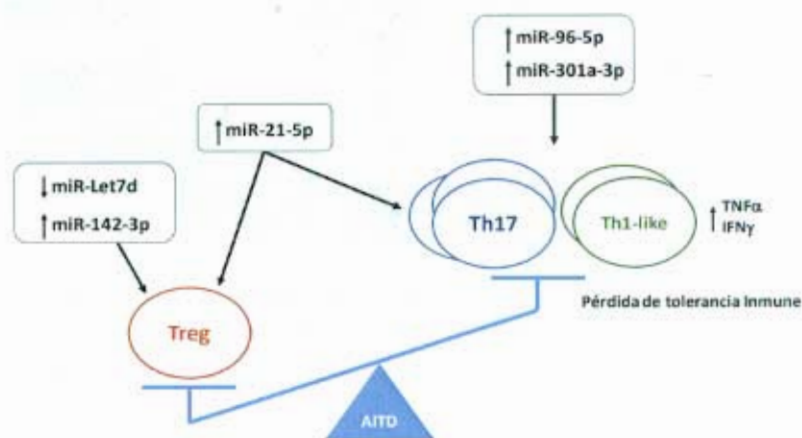 ↑ miR-96-5p
↑ miR-301a-3p
↑ miR-21-5p
↓ miR-Let7d
↑ miR-142-3p
Th17
Th1-like
↑ TNFα
IFNγ
Pérdida de tolerancia Inmune
Treg
AITD